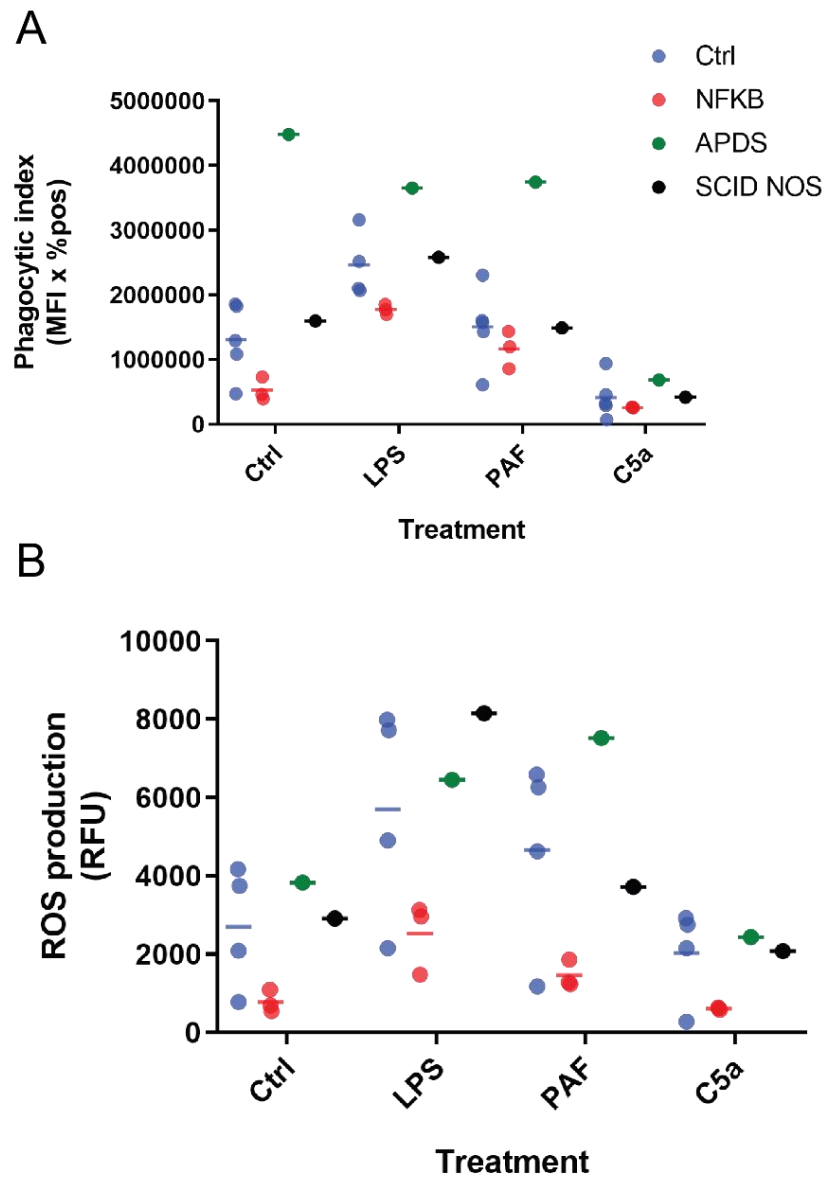 A
Ctrl
NFKB
APDS
SCID NOS
Phagocytic index
(MFI x %pos)
5000000
4000000
3000000
2000000
1000000
0
Ctrl
LPS
PAF
C5a
Treatment
B
ROS production
(RFU)
10000
8000
6000
4000
2000
0
Ctrl
LPS
PAF
C5a
Treatment